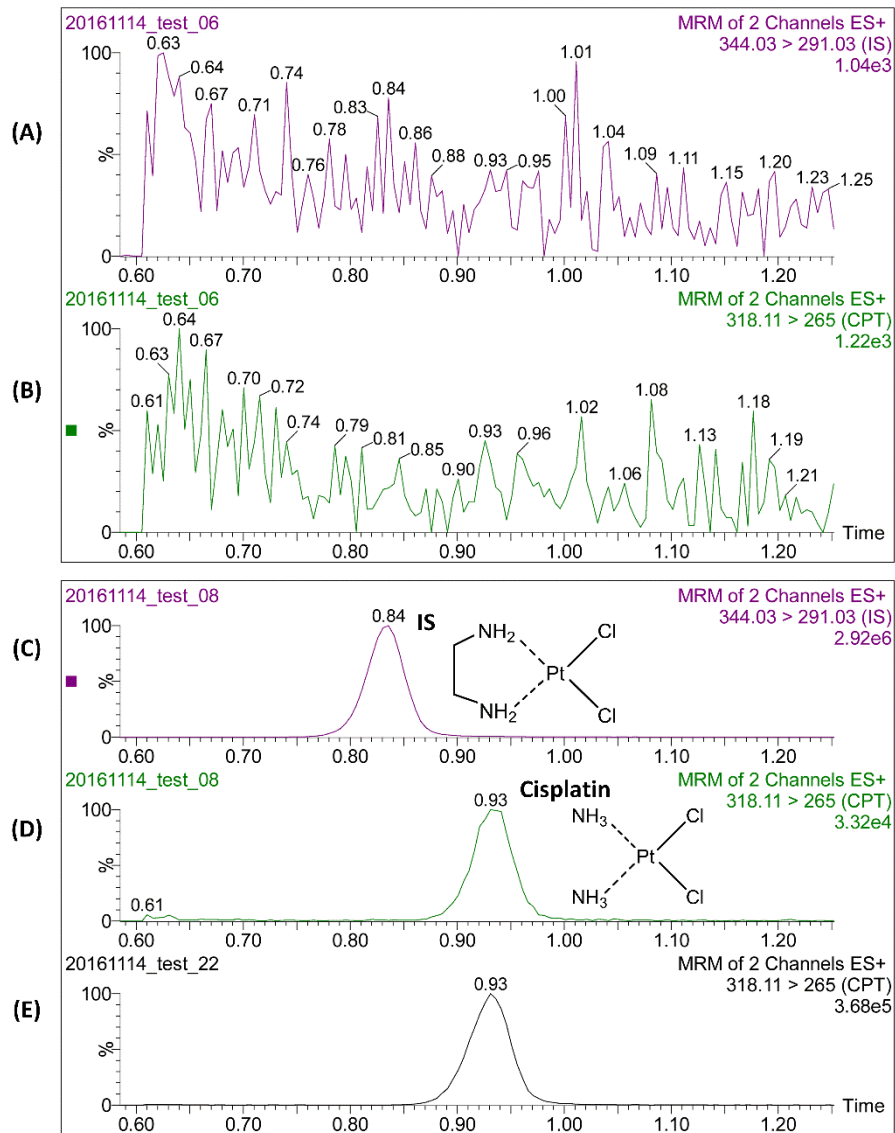 20161114_test_06
MRM of 2 Channels ES+
344.03 > 291.03 (IS)
1.04e3
(A)
100
%
0
0.63
0.64
0.67
0.71
0.74
0.76
0.78
0.83
0.84
0.86
0.88
0.93
0.95
1.00
1.01
1.04
1.09
1.11
1.15
1.20
1.23
1.25
0.60 0.70 0.80 0.90 1.00 1.10 1.20
20161114_test_06
MRM of 2 Channels ES+
318.11 > 265 (CPT)
1.22e3
(B)
100
%
0
0.61
0.63
0.64
0.67
0.70
0.72
0.74
0.79
0.81
0.85
0.90
0.93
0.96
1.02
1.06
1.08
1.13
1.18
1.19
1.21
0.60 0.70 0.80 0.90 1.00 1.10 1.20
Time
20161114_test_08
MRM of 2 Channels ES+
344.03 > 291.03 (IS)
2.92e6
(C)
100
%
0
0.84
IS
NH2
Cl
Pt
NH2
Cl
0.60 0.70 0.80 0.90 1.00 1.10 1.20
20161114_test_08
MRM of 2 Channels ES+
318.11 > 265 (CPT)
3.32e4
(D)
100
%
0
0.61
0.93
Cisplatin
NH3
Cl
Pt
NH3
Cl
0.60 0.70 0.80 0.90 1.00 1.10 1.20
20161114_test_22
MRM of 2 Channels ES+
318.11 > 265 (CPT)
3.68e5
(E)
100
%
0
0.93
0.60 0.70 0.80 0.90 1.00 1.10 1.20
Time